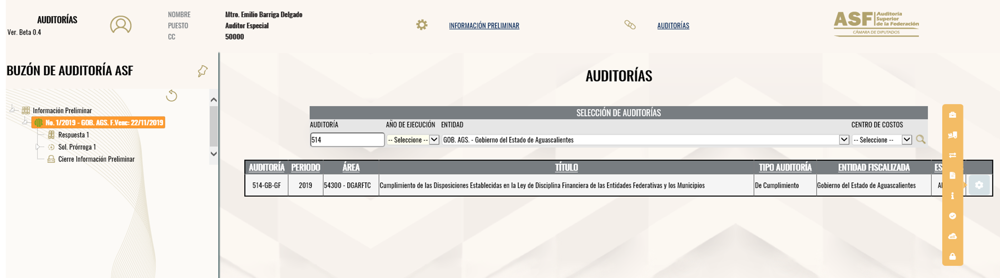 AUDITORÍAS
Ver. Beta 0.4
NOMBRE Mtro. Emilio Barriga Delgado
PUESTO Auditor Especial
CC 50000
INFORMACIÓN PRELIMINAR
AUDITORÍAS
ASF Auditoría Superior de la Federación
CÁMARA DE DIPUTADOS
BUZÓN DE AUDITORÍA ASF
Información Preliminar
No. 1/2019 - GOB. AGS. F.Venc: 22/11/2019
Respuesta 1
Sol. Prórroga 1
Cierre Información Preliminar
AUDITORÍAS
SELECCIÓN DE AUDITORÍAS
AUDITORÍA AÑO DE EJECUCIÓN ENTIDAD CENTRO DE COSTOS
514 -- Seleccione -- GOB. AGS. - Gobierno del Estado de Aguascalientes -- Seleccione --
AUDITORÍA PERIODO ÁREA TÍTULO TIPO AUDITORÍA ENTIDAD FISCALIZADA
514-GB-GF 2019 54300 - DGARFTC Cumplimiento de las Disposiciones Establecidas en la Ley de Disciplina Financiera de las Entidades Federativas y los Municipios De Cumplimiento Gobierno del Estado de Aguascalientes